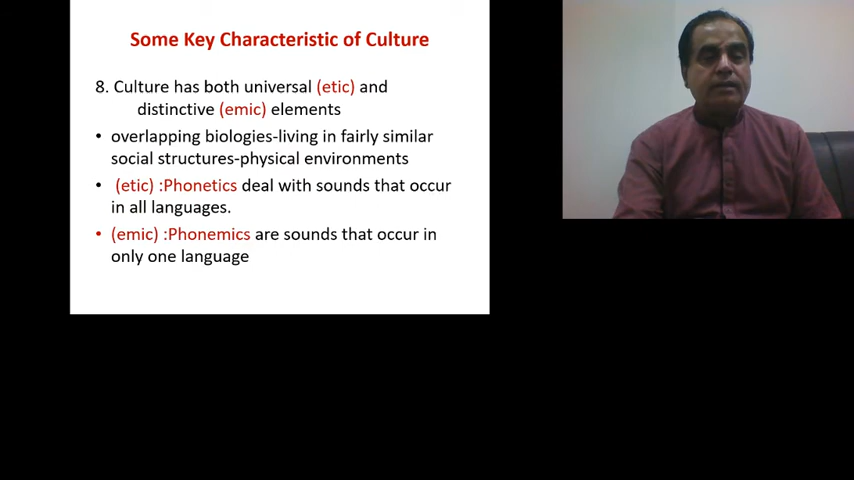 Some Key Characteristic of Culture
8. Culture has both universal (etic) and
distinctive (emic) elements
• overlapping biologies-living in fairly similar
social structures-physical environments
• (etic) :Phonetics deal with sounds that occur
in all languages.
• (emic) :Phonemics are sounds that occur in
only one language